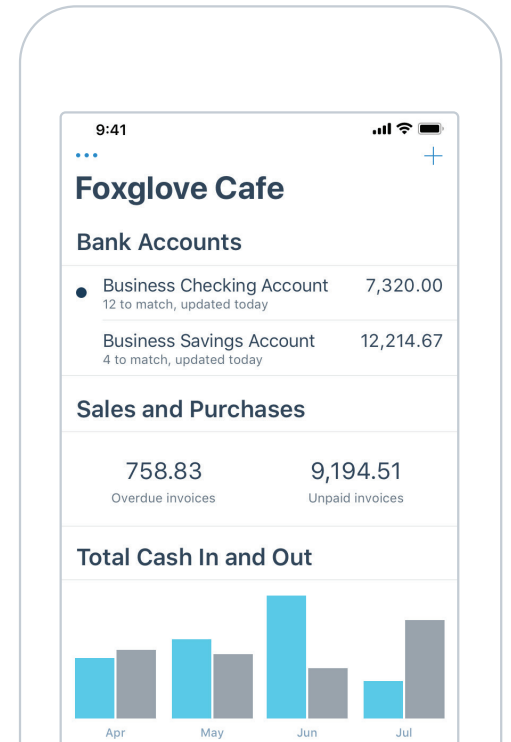 9:41
Foxglove Cafe
Bank Accounts
Business Checking Account 7,320.00
12 to match, updated today
Business Savings Account 12,214.67
4 to match, updated today
Sales and Purchases
758.83 9,194.51
Overdue invoices Unpaid invoices
Total Cash In and Out
Apr May Jun Jul